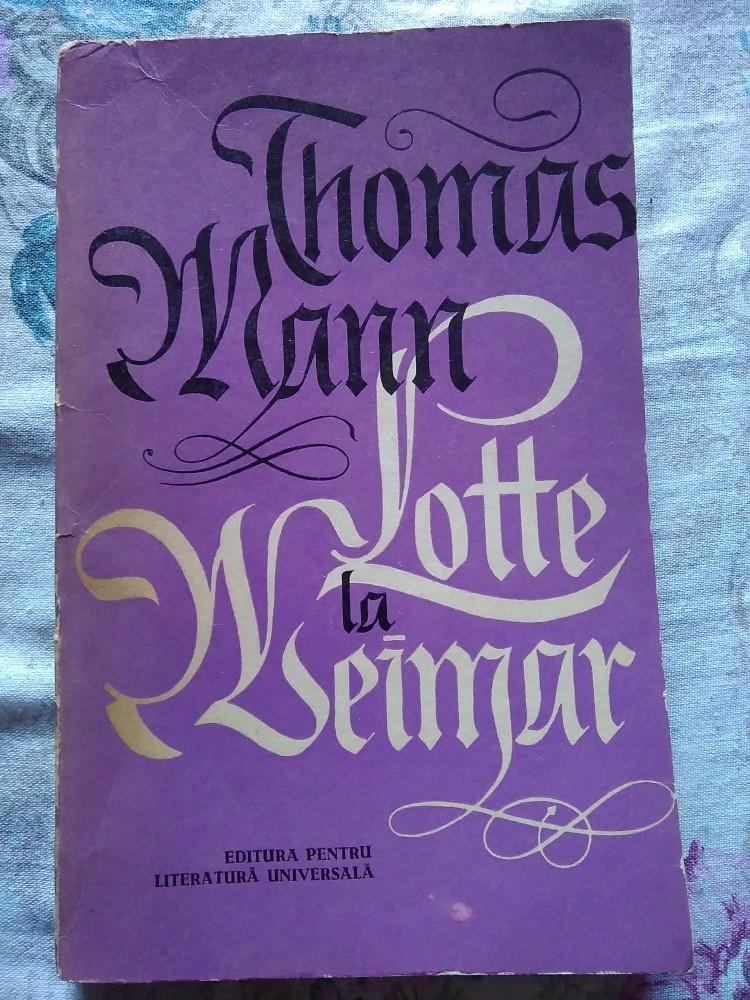 Thomas
Mann
Lotte
la
Weimar
EDITURA PENTRU
LITERATURĂ UNIVERSALĂ